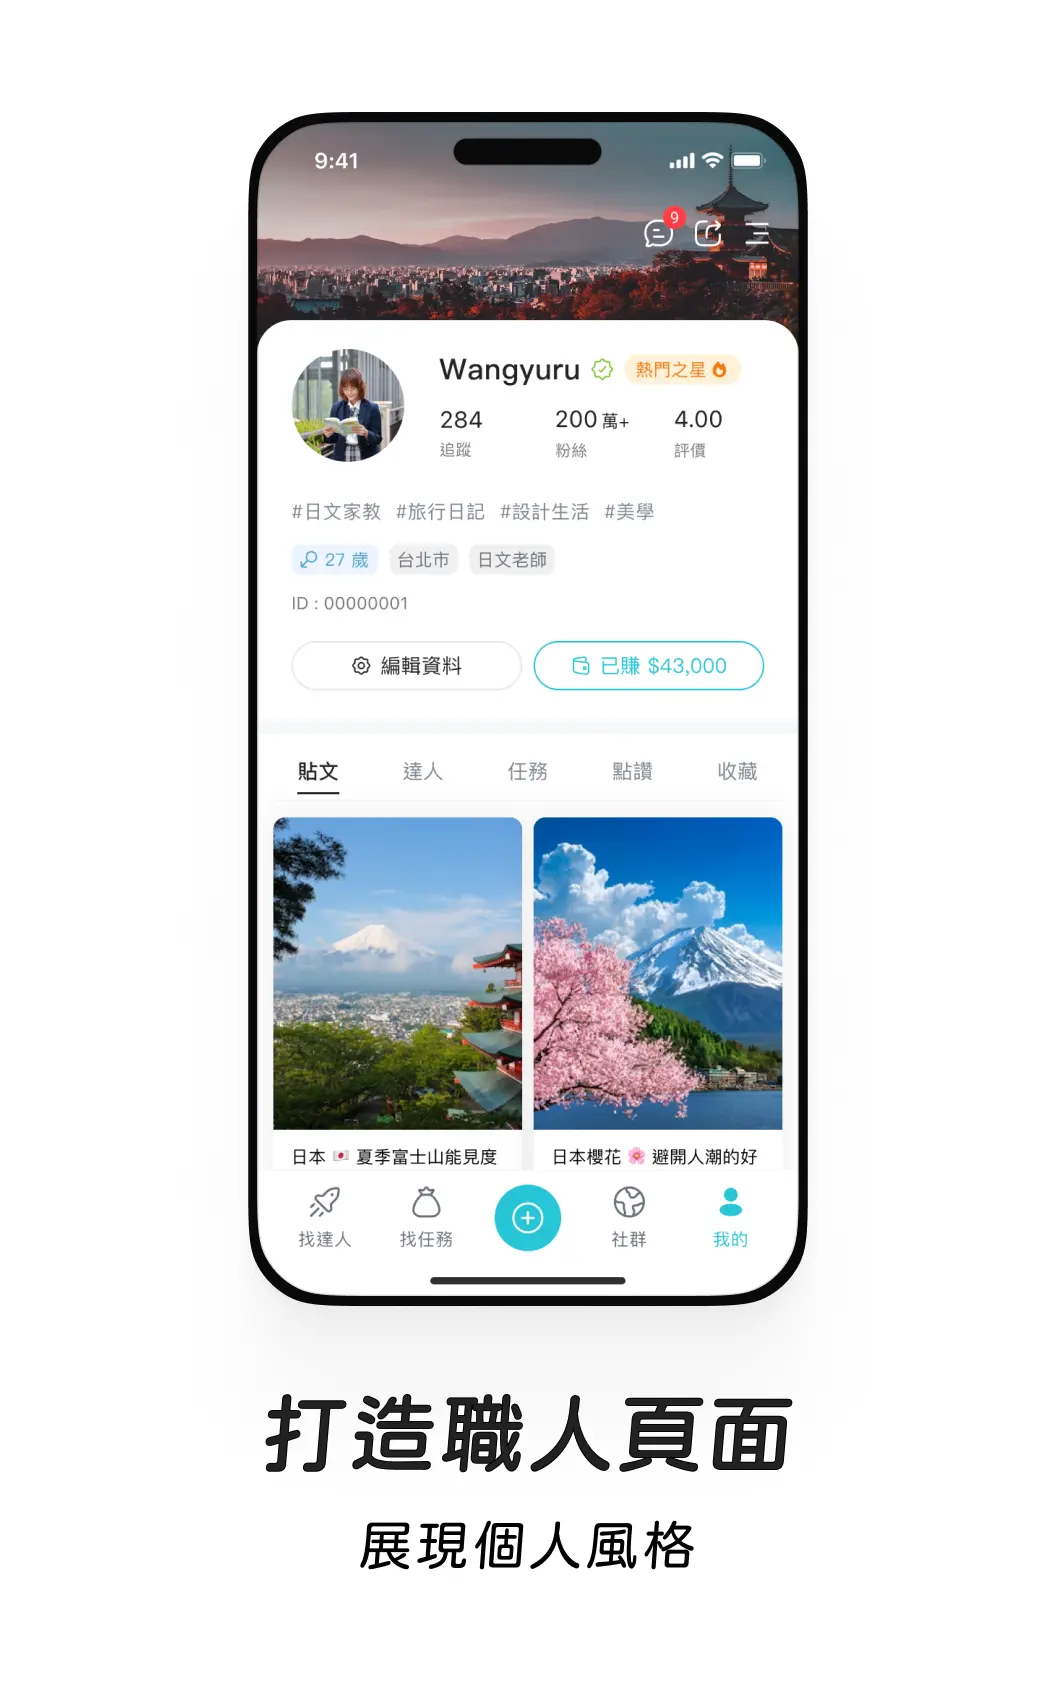 9:41
9
Wangyuru 熱門之星
284 200 萬+ 4.00
追蹤 粉絲 評價
#日文家教 #旅行日記 #設計生活 #美學
27 歲 台北市 日文老師
ID : 00000001
編輯資料 已賺 $43,000
貼文 達人 任務 點讚 收藏
日本 🇯🇵 夏季富士山能見度 日本櫻花 🌸 避開人潮的好
找達人 找任務 社群 我的
打造職人頁面
展現個人風格